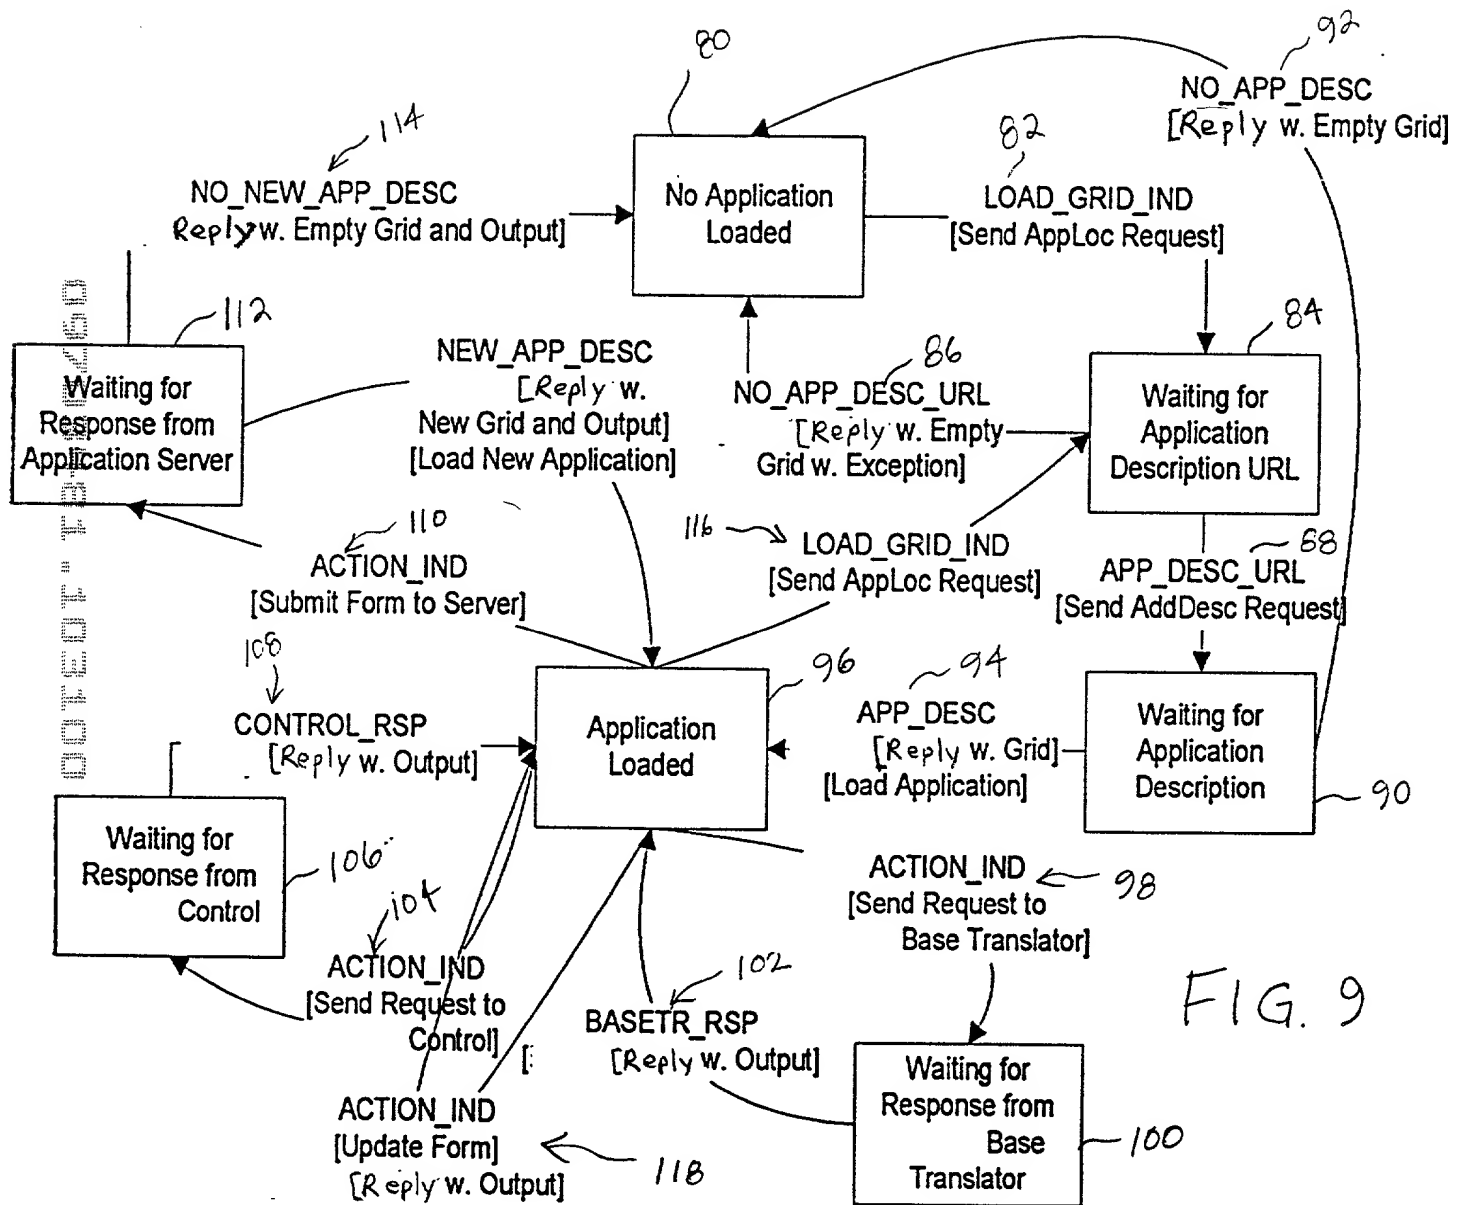 80
92
NO_APP_DESC
[Reply w. Empty Grid]
114
NO_NEW_APP_DESC
Reply w. Empty Grid and Output]
No Application
Loaded
82
LOAD_GRID_IND
[Send AppLoc Request]
112
Waiting for
Response from
Application Server
NEW_APP_DESC
[Reply w.
New Grid and Output]
[Load New Application]
86
NO_APP_DESC_URL
[Reply w. Empty
Grid w. Exception]
84
Waiting for
Application
Description URL
110
ACTION_IND
[Submit Form to Server]
116
LOAD_GRID_IND
[Send AppLoc Request]
68
APP_DESC_URL
[Send AddDesc Request]
108
CONTROL_RSP
[Reply w. Output]
96
Application
Loaded
94
APP_DESC
[Reply w. Grid]
[Load Application]
Waiting for
Application
Description
90
Waiting for
Response from
Control
106
104
ACTION_IND
[Send Request to
Control]
ACTION_IND
[Send Request to
Base Translator]
98
102
BASETR_RSP
[Reply w. Output]
[
ACTION_IND
[Update Form]
[Reply w. Output]
118
Waiting for
Response from
Base
Translator
100
FIG. 9